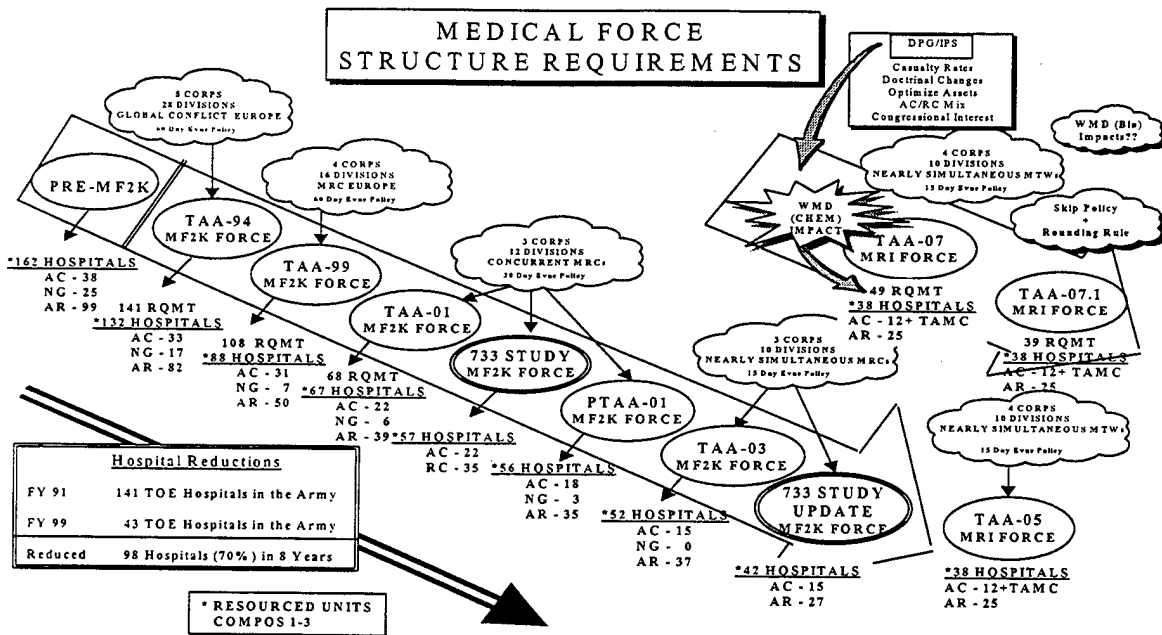 MEDICAL FORCE
STRUCTURE REQUIREMENTS
DPG/IPS
Casualty Rates
Doctrinal Changes
Optimize Assets
AC/RC Mix
Congressional Interest
WMD (Bio)
Impacts??
5 CORPS
28 DIVISIONS
GLOBAL CONFLICT EUROPE
60 Day Evac Policy
4 CORPS
16 DIVISIONS
MRC EUROPE
60 Day Evac Policy
3 CORPS
12 DIVISIONS
CONCURRENT MRCs
20 Day Evac Policy
3 CORPS
10 DIVISIONS
NEARLY SIMULTANEOUS MRCs
15 Day Evac Policy
4 CORPS
10 DIVISIONS
NEARLY SIMULTANEOUS MTWs
15 Day Evac Policy
Skip Policy
+
Rounding Rule
4 CORPS
10 DIVISIONS
NEARLY SIMULTANEOUS MTWs
15 Day Evac Policy
WMD
(CHEM)
IMPACT
PRE-MF2K
*162 HOSPITALS
AC - 38
NG - 25
AR - 99
TAA-94
MF2K FORCE
141 RQMT
*132 HOSPITALS
AC - 33
NG - 17
AR - 82
TAA-99
MF2K FORCE
108 RQMT
*88 HOSPITALS
AC - 31
NG - 7
AR - 50
TAA-01
MF2K FORCE
68 RQMT
*67 HOSPITALS
AC - 22
NG - 6
AR - 39
733 STUDY
MF2K FORCE
*57 HOSPITALS
AC - 22
RC - 35
PTAA-01
MF2K FORCE
*56 HOSPITALS
AC - 18
NG - 3
AR - 35
TAA-03
MF2K FORCE
*52 HOSPITALS
AC - 15
NG - 0
AR - 37
733 STUDY
UPDATE
MF2K FORCE
*42 HOSPITALS
AC - 15
AR - 27
TAA-05
MRI FORCE
*38 HOSPITALS
AC - 12+TAMC
AR - 25
TAA-07
MRI FORCE
49 RQMT
*38 HOSPITALS
AC - 12+ TAMC
AR - 25
TAA-07.1
MRI FORCE
39 RQMT
*38 HOSPITALS
AC - 12+ TAMC
AR - 25
Hospital Reductions
FY 91 141 TOE Hospitals in the Army
FY 99 43 TOE Hospitals in the Army
Reduced 98 Hospitals (70%) in 8 Years
* RESOURCED UNITS
COMPOS 1-3